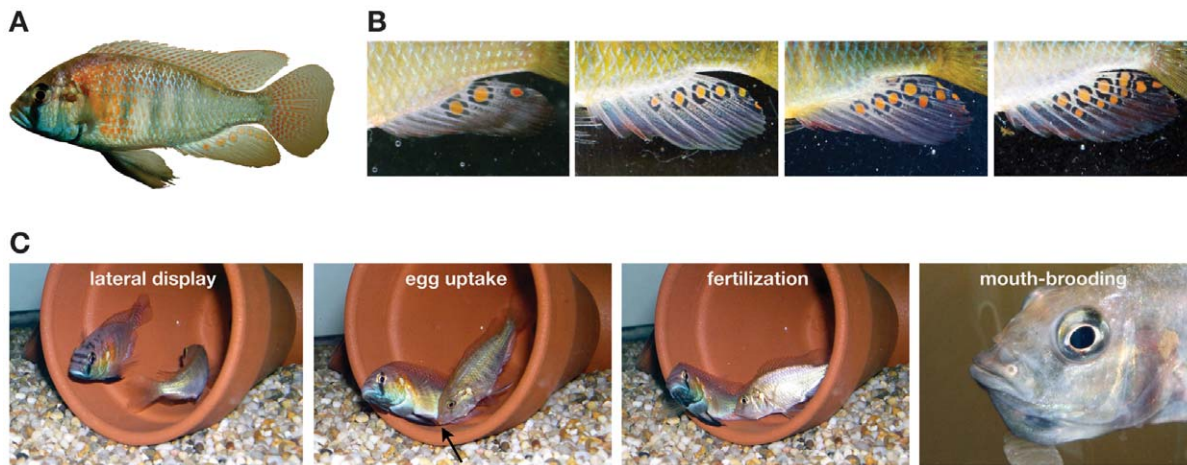 A
B
C
lateral display
egg uptake
fertilization
mouth-brooding